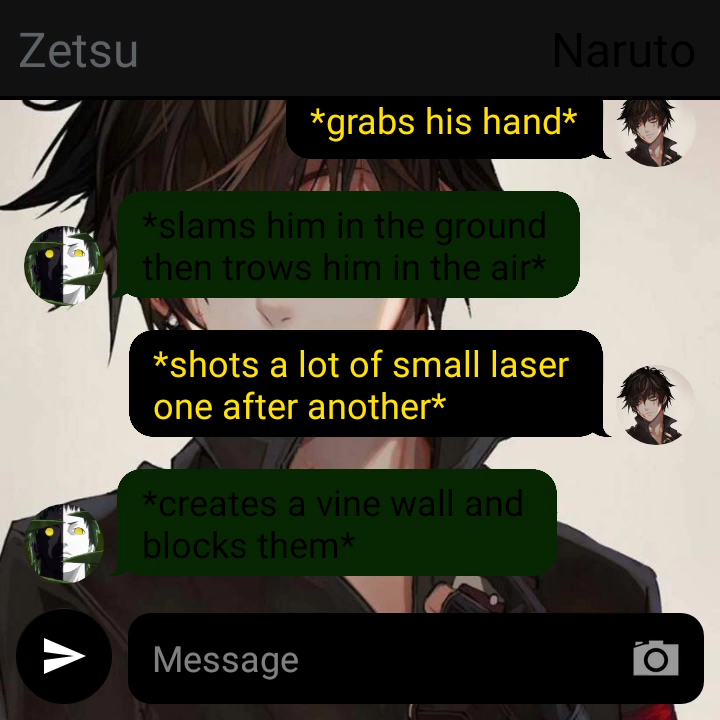 Zetsu
Naruto
*grabs his hand*
*slams him in the ground
then trows him in the air*
*shots a lot of small laser
one after another*
*creates a vine wall and
blocks them*
Message